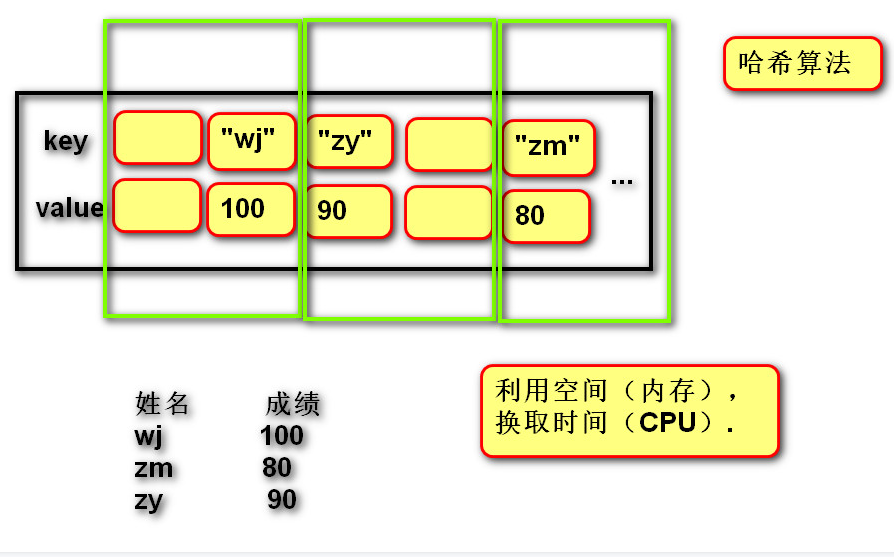 哈希算法
key "wj" "zy" "zm"
...
value 100 90 80
利用空间（内存），
换取时间（CPU）.
姓名 成绩
wj 100
zm 80
zy 90